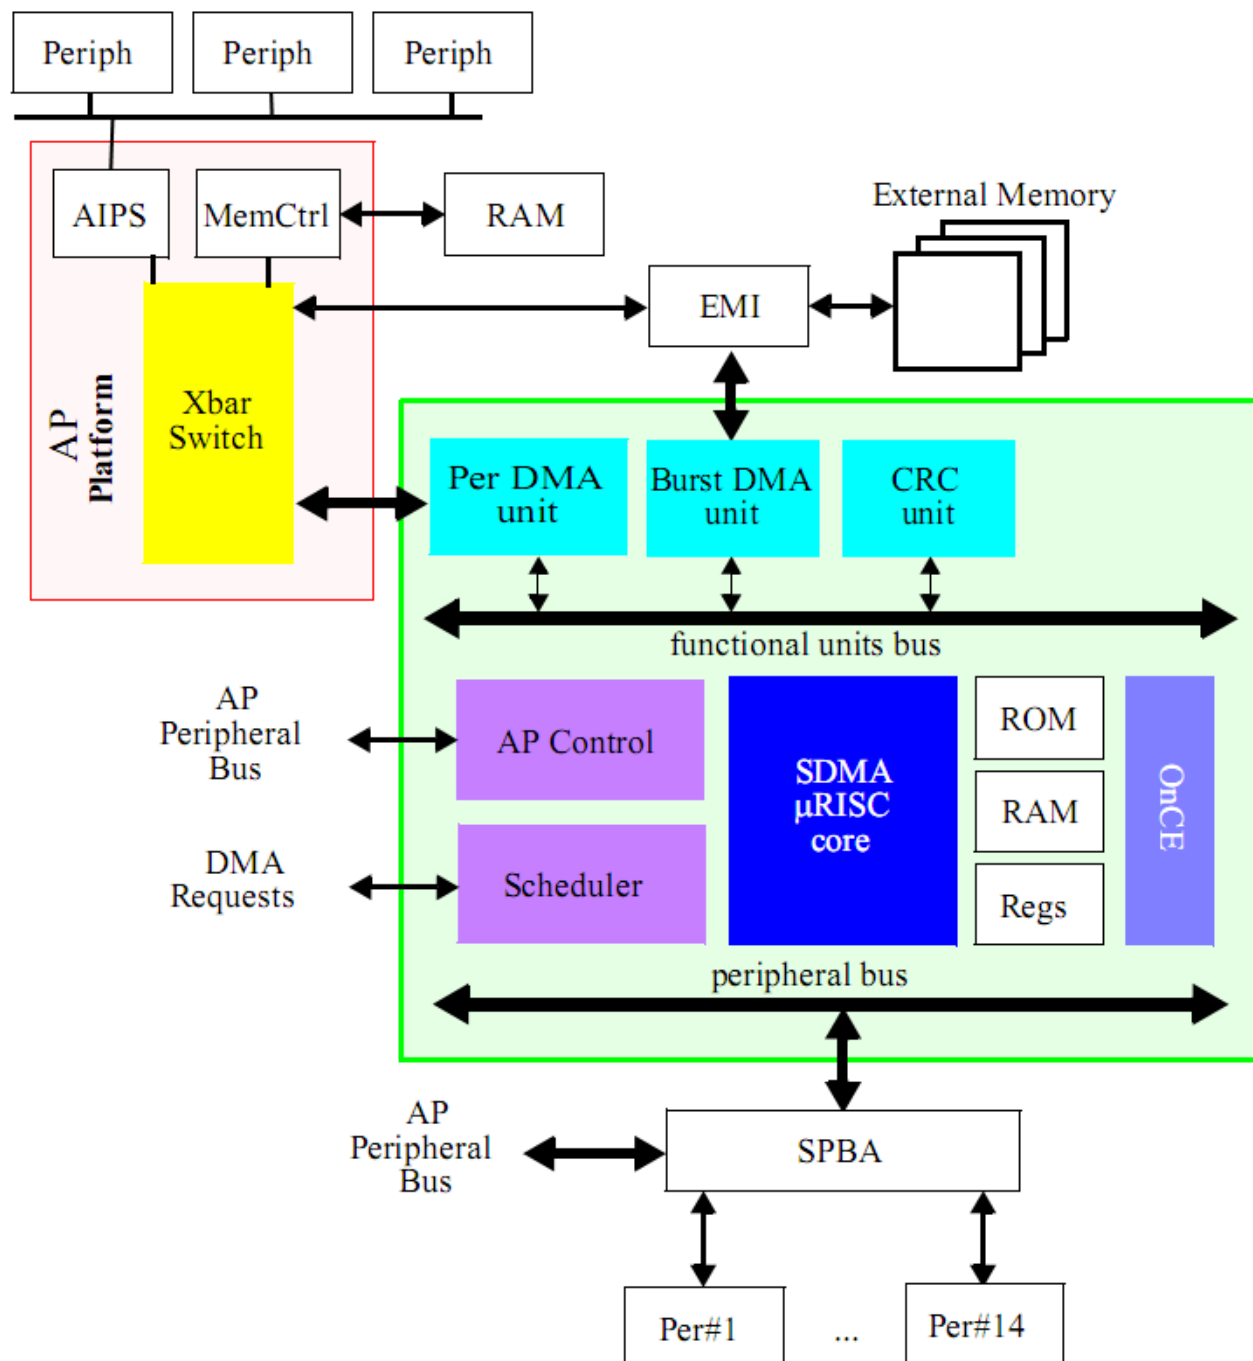 Periph
Periph
Periph
AIPS
MemCtrl
RAM
External Memory
EMI
AP
Platform
Xbar
Switch
Per DMA
unit
Burst DMA
unit
CRC
unit
functional units bus
AP
Peripheral
Bus
AP Control
SDMA
μRISC
core
ROM
RAM
Regs
OnCE
DMA
Requests
Scheduler
peripheral bus
AP
Peripheral
Bus
SPBA
Per#1
...
Per#14